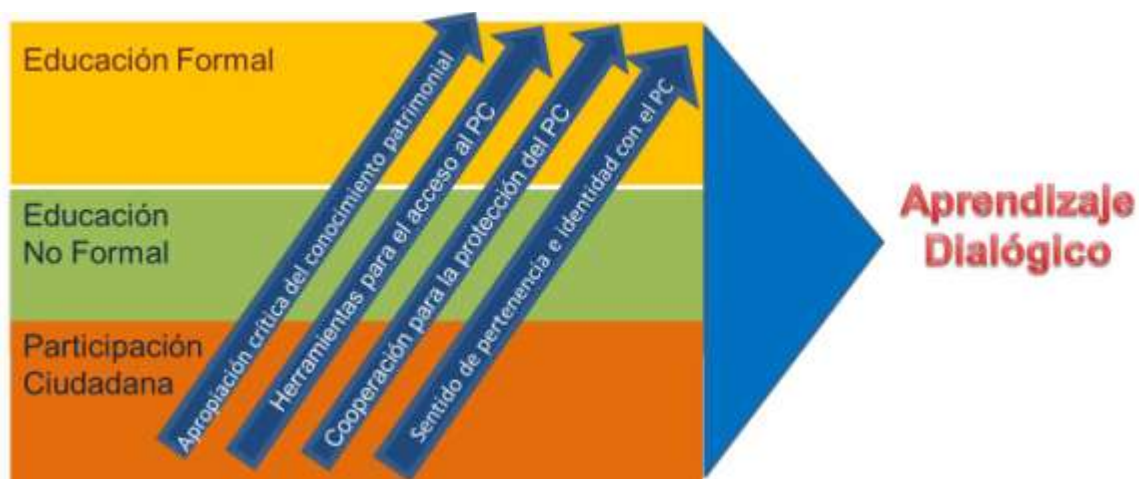 Educación Formal
Educación
No Formal
Participación
Ciudadana
Apropiación crítica del conocimiento patrimonial
Herramientas para el acceso al PC
Cooperación para la protección del PC
Sentido de pertenencia e identidad con el PC
Aprendizaje
Dialógico